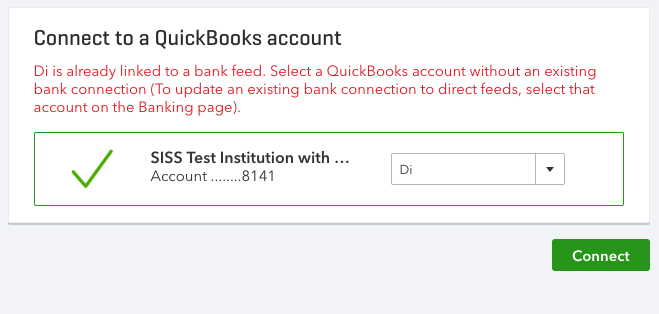 Connect to a QuickBooks account
Di is already linked to a bank feed. Select a QuickBooks account without an existing
bank connection (To update an existing bank connection to direct feeds, select that
account on the Banking page).
SISS Test Institution with ...
Di
Account ........8141
Connect